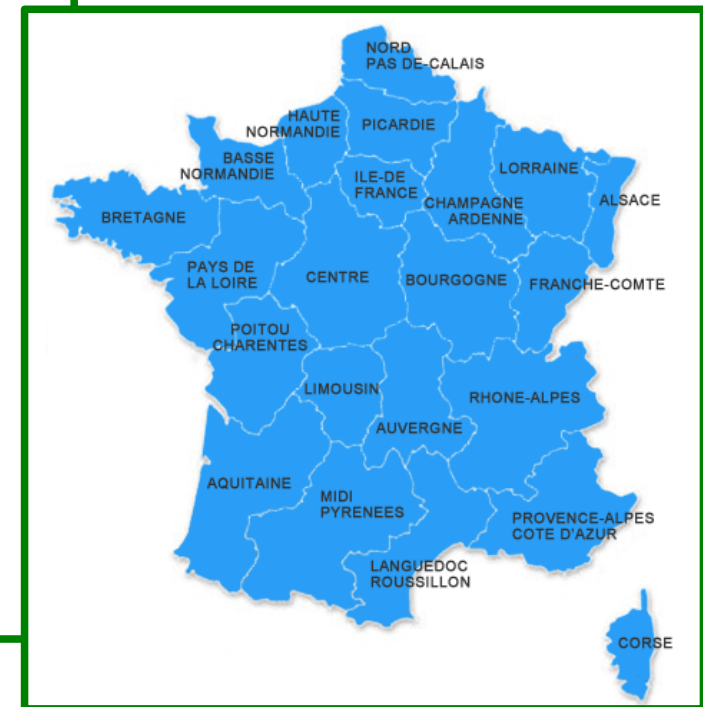 NORD
PAS DE-CALAIS
HAUTE
NORMANDIE
PICARDIE
BASSE
NORMANDIE
ILE-DE
FRANCE
LORRAINE
CHAMPAGNE
ARDENNE
ALSACE
BRETAGNE
PAYS DE
LA LOIRE
CENTRE
BOURGOGNE
FRANCHE-COMTE
POITOU
CHARENTES
LIMOUSIN
RHONE-ALPES
AUVERGNE
AQUITAINE
MIDI
PYRENEES
PROVENCE-ALPES
COTE D'AZUR
LANGUEDOC
ROUSSILLON
CORSE